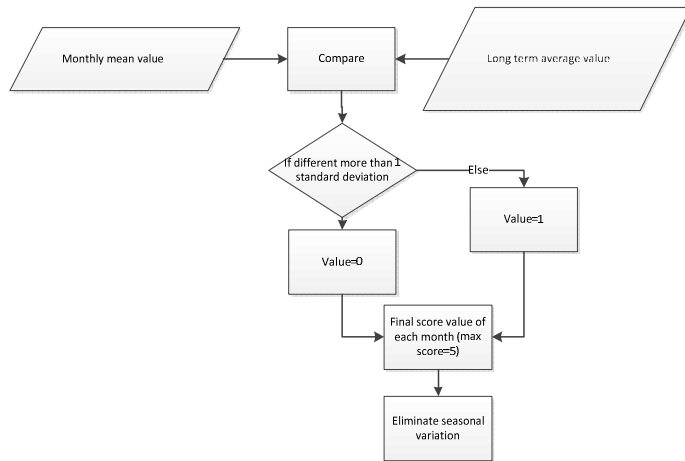 Monthly mean value
Compare
Long term average value
If different more than 1
standard deviation
Else
Value=1
Value=0
Final score value of
each month (max
score=5)
Eliminate seasonal
variation